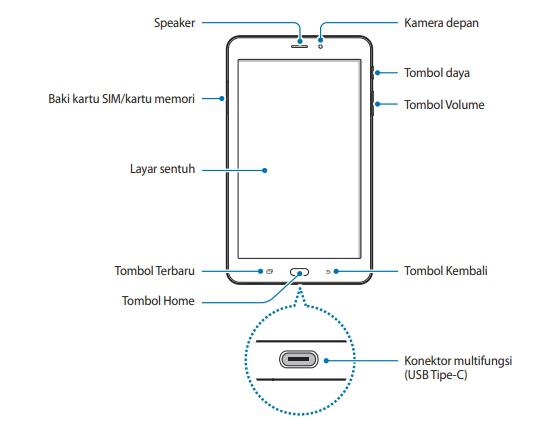 Speaker
Kamera depan
Tombol daya
Baki kartu SIM/kartu memori
Tombol Volume
Layar sentuh
Tombol Terbaru
Tombol Kembali
Tombol Home
Konektor multifungsi
(USB Tipe-C)